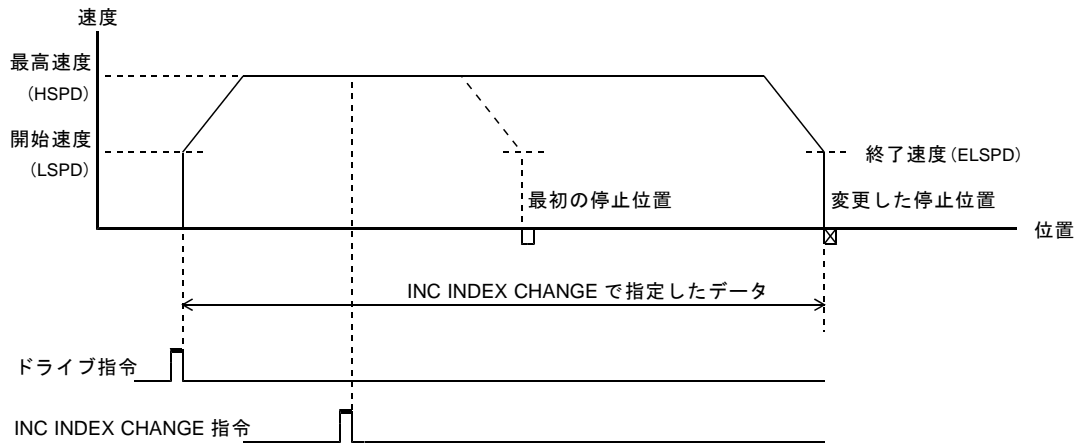 速度
最高速度
(HSPD)
開始速度
(LSPD)
終了速度(ELSPD)
最初の停止位置
変更した停止位置
位置
INC INDEX CHANGE で指定したデータ
ドライブ指令
INC INDEX CHANGE 指令